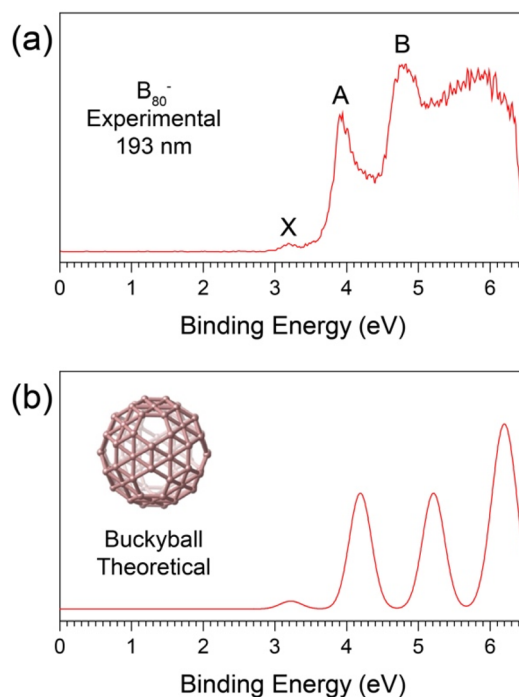 (a)
B₈₀⁻
Experimental
193 nm
X
A
B
0 1 2 3 4 5 6
Binding Energy (eV)
(b)
Buckyball
Theoretical
0 1 2 3 4 5 6
Binding Energy (eV)